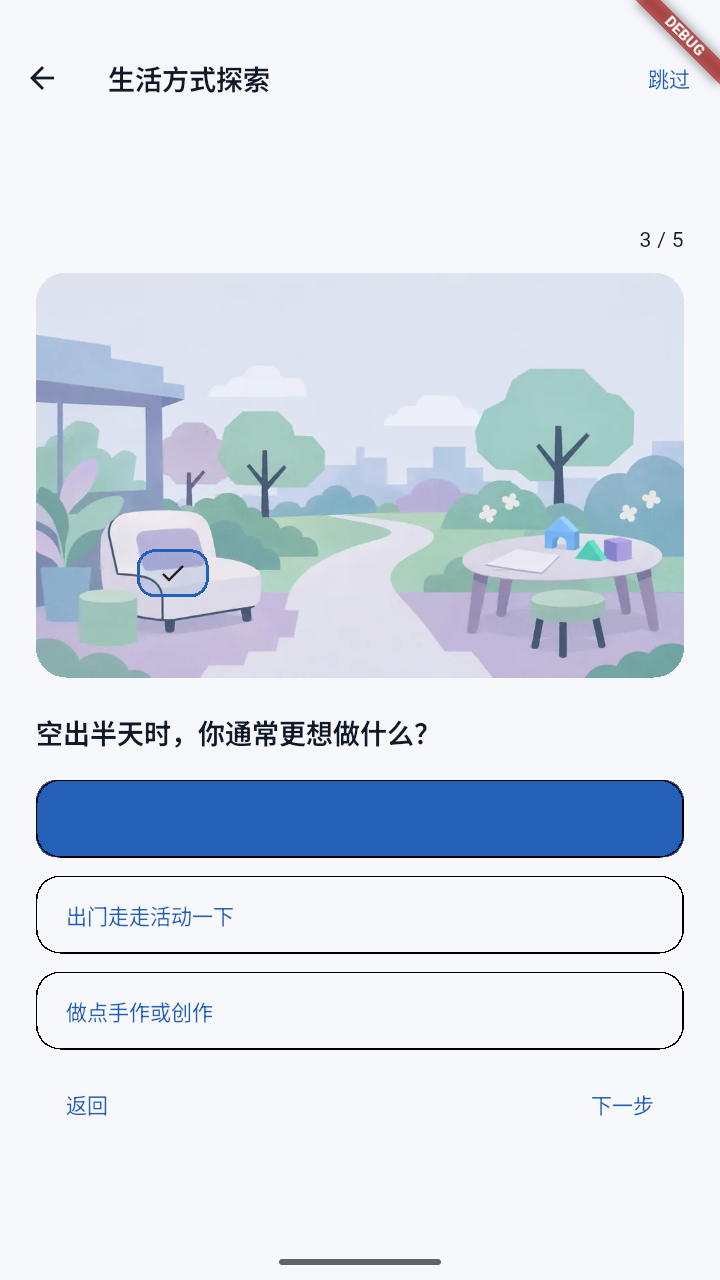 DEBUG
生活方式探索
跳过
3 / 5
空出半天时，你通常更想做什么？
出门走走活动一下
做点手作或创作
返回
下一步